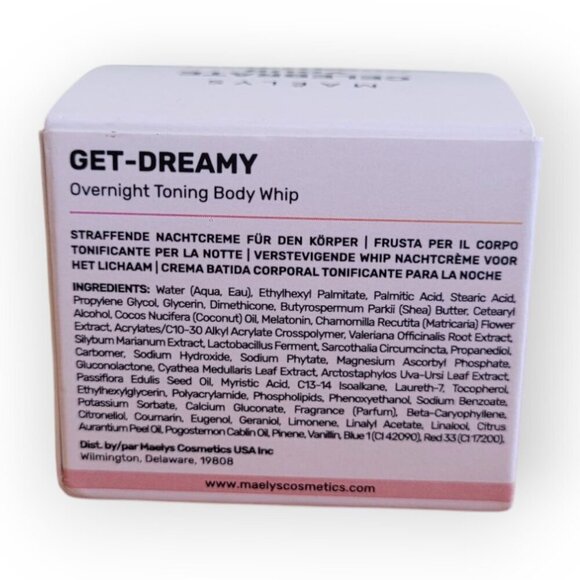 MAELYS
GET-DREAMY
Overnight Toning Body Whip
STRAFFENDE NACHTCREME FÜR DEN KÖRPER | FRUSTA PER IL CORPO
TONIFICANTE PER LA NOTTE | VERSTEVIGENDE WHIP NACHTCRÈME VOOR
HET LICHAAM | CREMA BATIDA CORPORAL TONIFICANTE PARA LA NOCHE
INGREDIENTS: Water (Aqua, Eau), Ethylhexyl Palmitate, Palmitic Acid, Stearic Acid,
Propylene Glycol, Glycerin, Dimethicone, Butyrospermum Parkii (Shea) Butter, Cetearyl
Alcohol, Cocos Nucifera (Coconut) Oil, Melatonin, Chamomilla Recutita (Matricaria) Flower
Extract, Acrylates/C10-30 Alkyl Acrylate Crosspolymer, Valeriana Officinalis Root Extract,
Silybum Marianum Extract, Lactobacillus Ferment, Sarcothalia Circumcincta, Propanediol,
Carbomer, Sodium Hydroxide, Sodium Phytate, Magnesium Ascorbyl Phosphate,
Gluconolactone, Cyathea Medullaris Leaf Extract, Arctostaphylos Uva-Ursi Leaf Extract,
Passiflora Edulis Seed Oil, Myristic Acid, C13-14 Isoalkane, Laureth-7, Tocopherol,
Ethylhexylglycerin, Polyacrylamide, Phospholipids, Phenoxyethanol, Sodium Benzoate,
Potassium Sorbate, Calcium Gluconate, Fragrance (Parfum), Beta-Caryophyllene,
Citronellol, Coumarin, Eugenol, Geraniol, Limonene, Linalyl Acetate, Linalool, Citrus
Aurantium Peel Oil, Pogostemon Cablin Oil, Pinene, Vanillin, Blue 1 (CI 42090), Red 33 (CI 17200).
Dist. by/par Maelys Cosmetics USA Inc
Wilmington, Delaware, 19808
www.maelyscosmetics.com